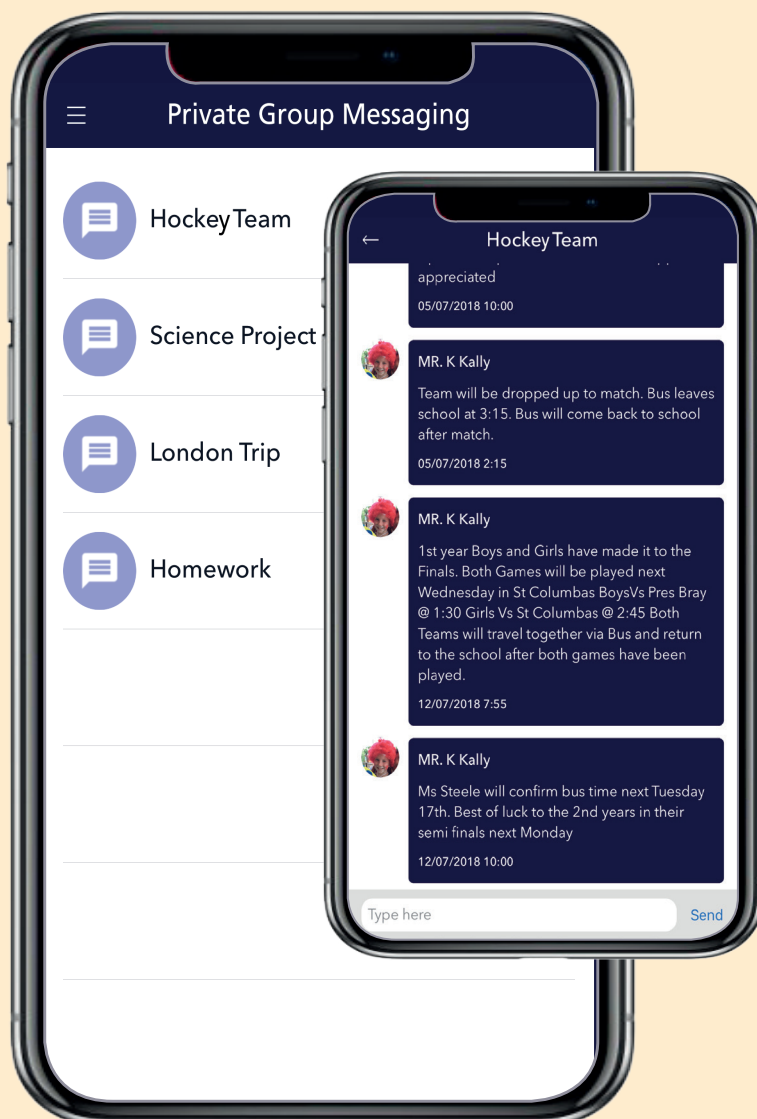 Private Group Messaging
Hockey Team
Science Project
London Trip
Homework
Hockey Team
appreciated
05/07/2018 10:00
MR. K Kally
Team will be dropped up to match. Bus leaves
school at 3:15. Bus will come back to school
after match.
05/07/2018 2:15
MR. K Kally
1st year Boys and Girls have made it to the
Finals. Both Games will be played next
Wednesday in St Columbas BoysVs Pres Bray
@ 1:30 Girls Vs St Columbas @ 2:45 Both
Teams will travel together via Bus and return
to the school after both games have been
played.
12/07/2018 7:55
MR. K Kally
Ms Steele will confirm bus time next Tuesday
17th. Best of luck to the 2nd years in their
semi finals next Monday
12/07/2018 10:00
Type here
Send